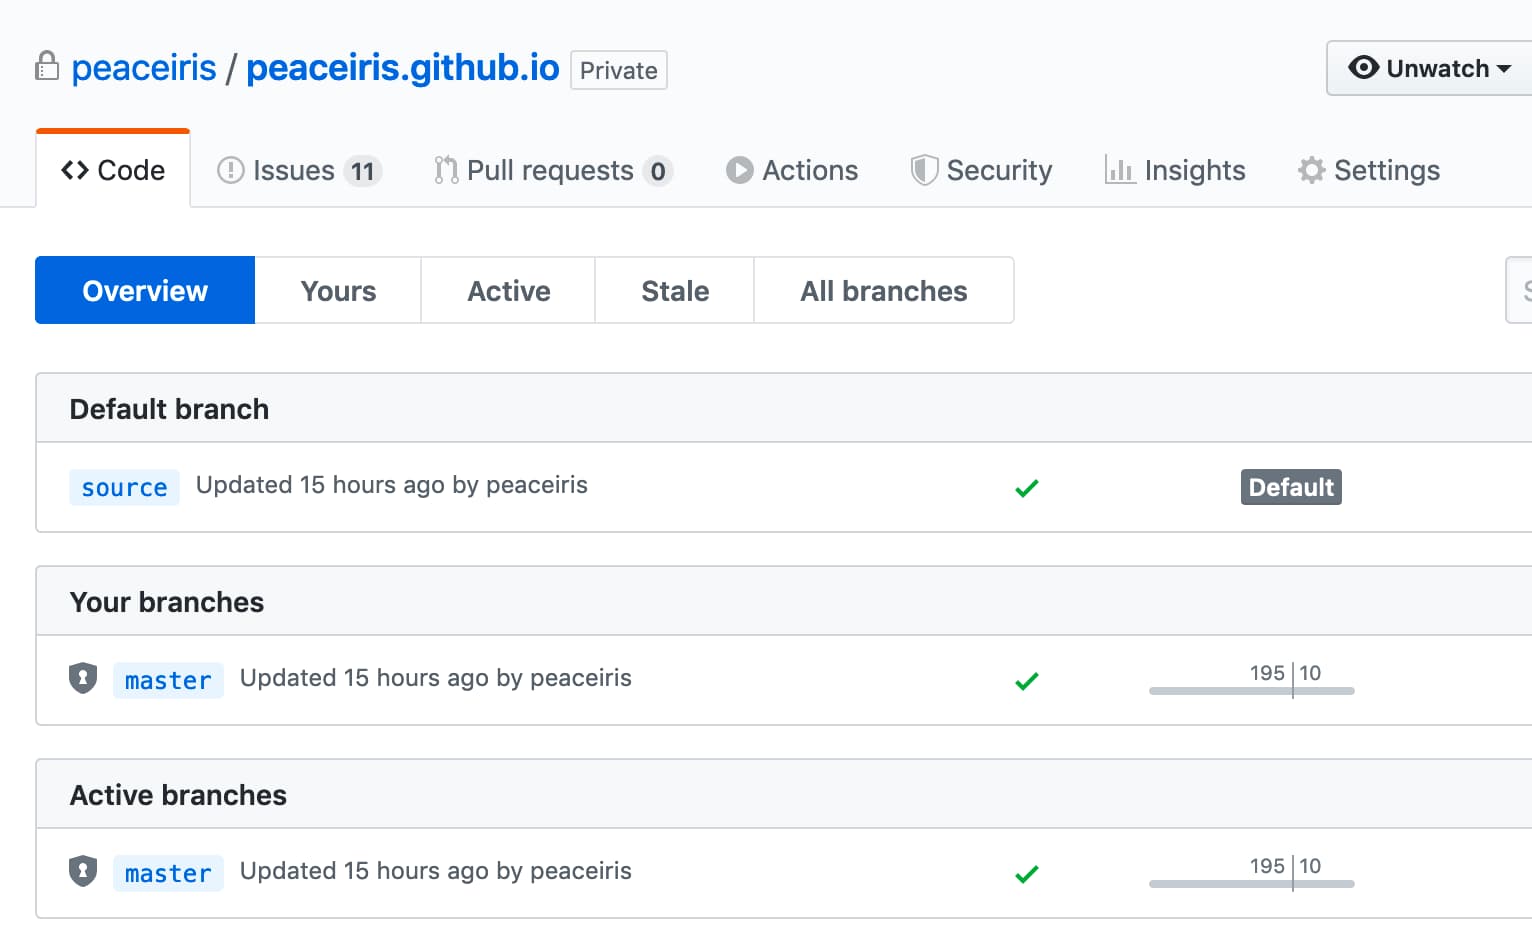 peaceiris / peaceiris.github.io Private
Unwatch
Code Issues 11 Pull requests 0 Actions Security Insights Settings
Overview Yours Active Stale All branches
Default branch
source Updated 15 hours ago by peaceiris Default
Your branches
master Updated 15 hours ago by peaceiris 195 10
Active branches
master Updated 15 hours ago by peaceiris 195 10